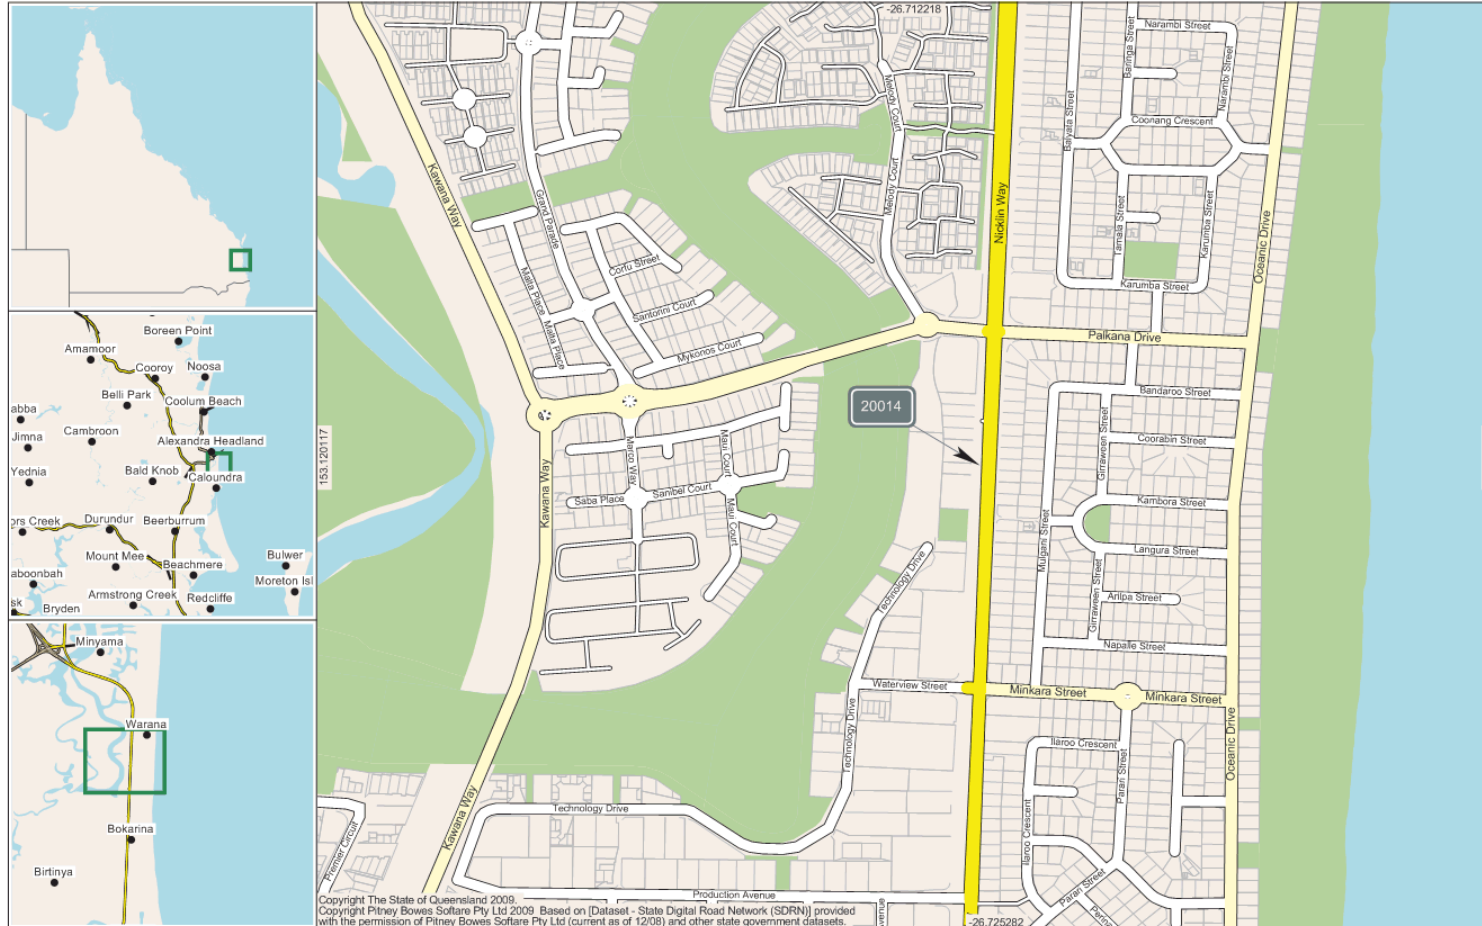 Boreen Point
Amamoor
Cooroy
Noosa
Belli Park
Coolum Beach
abba
Cambroon
Jimna
Alexandra Headland
Yednia
Bald Knob
Caloundra
ors Creek
Durundur
Beerburrum
Mount Mee
Beachmere
Bulwer
aboonbah
Moreton Isl
sk
Bryden
Armstrong Creek
Redcliffe
Minyama
Warana
Bokarina
Birtinya
-26.712218
153.120117
Kawana Way
Grand Parade
Malta Place
Malta Place
Corfu Street
Santorini Court
Mykonos Court
Melody Court
Melody Court
Nicklin Way
Narambi Street
Baringa Street
Narambi Street
Coonang Crescent
Balyata Street
Tamala Street
Karumba Street
Karumba Street
Oceanic Drive
Palkana Drive
20014
Bandaroo Street
Coorabin Street
Girraween Street
Kambora Street
Mulgani Street
Langura Street
Arilpa Street
Girraween Street
Napalle Street
Marco Way
Maui Court
Saba Place
Sanibel Court
Maui Court
Kawana Way
Technology Drive
Waterview Street
Minkara Street
Minkara Street
Technology Drive
Oceanic Drive
Ilaroo Crescent
Paran Street
Ilaroo Crescent
Paran Street
Technology Drive
Kawana Way
Premier Circuit
Production Avenue
-26.725282
Copyright The State of Queensland 2009.
Copyright Pitney Bowes Softare Pty Ltd 2009 Based on [Dataset - State Digital Road Network (SDRN)] provided
with the permission of Pitney Bowes Softare Pty Ltd (current as of 12/08) and other state government datasets.